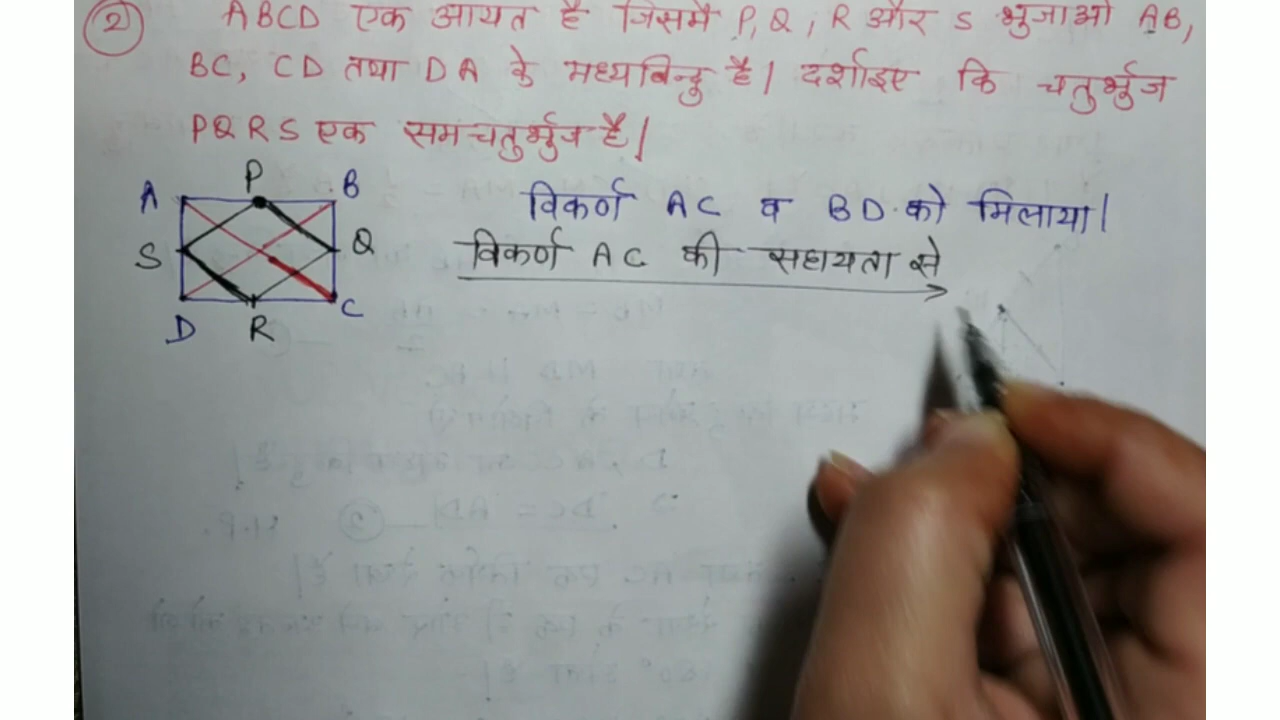 2 ABCD एक आयत है जिसमें P, Q, R और S भुजाओं AB,
BC, CD तथा DA के मध्यबिन्दु है। दर्शाइए कि चतुर्भुज
PQRS एक समचतुर्भुज है।
A P B
विकर्ण AC व BD को मिलाया।
S Q
विकर्ण AC की सहायता से
D R C